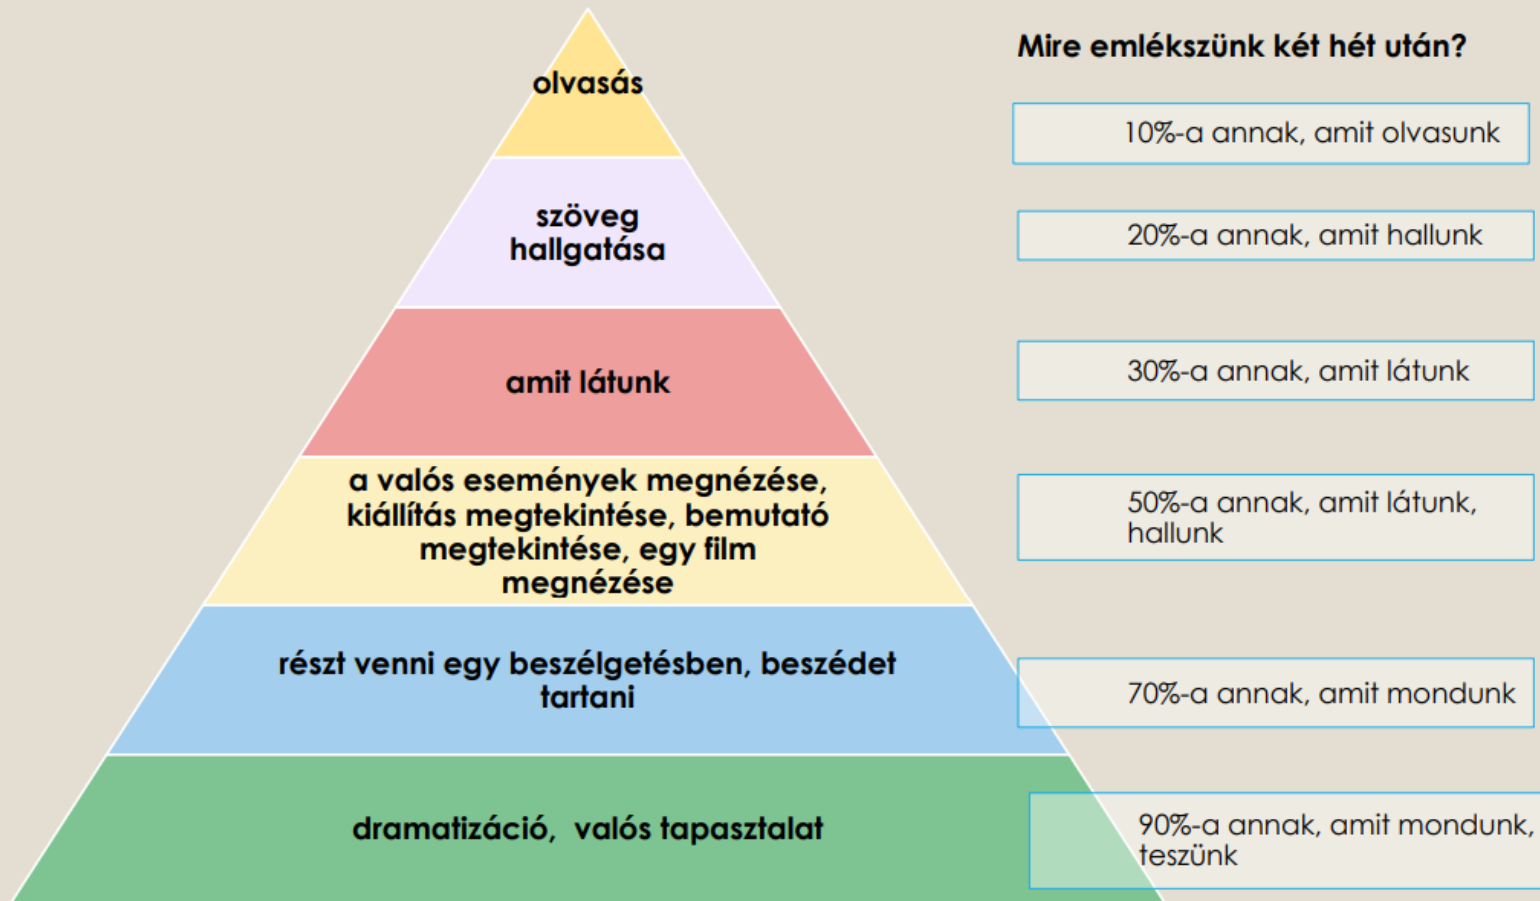 Mire emlékszünk két hét után?
olvasás
10%-a annak, amit olvasunk
szöveg
hallgatása
20%-a annak, amit hallunk
amit látunk
30%-a annak, amit látunk
a valós események megnézése,
kiállítás megtekintése, bemutató
megtekintése, egy film
megnézése
50%-a annak, amit látunk,
hallunk
részt venni egy beszélgetésben, beszédet
tartani
70%-a annak, amit mondunk
dramatizáció, valós tapasztalat
90%-a annak, amit mondunk,
teszünk